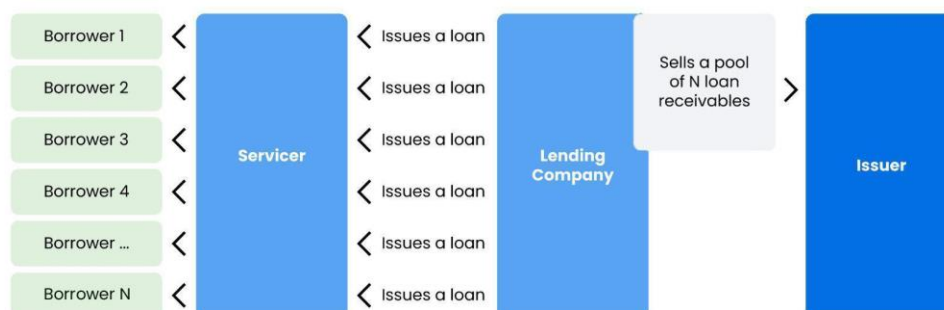 Borrower 1
Issues a loan
Borrower 2
Issues a loan
Borrower 3
Issues a loan
Borrower 4
Issues a loan
Borrower ...
Issues a loan
Borrower N
Issues a loan
Servicer
Lending
Company
Sells a pool
of N loan
receivables
Issuer